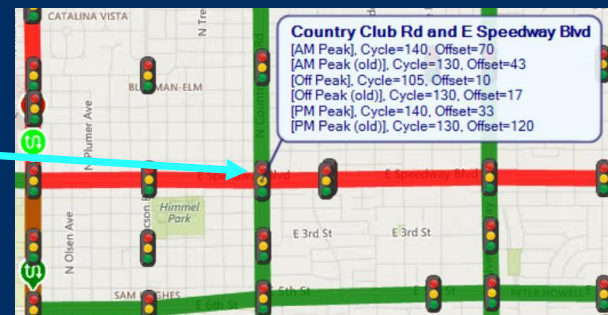 CATALINA VISTA
N Plumer Ave
N Olsen Ave
Himmel
Park
E 3rd St
E 3rd St
E 6th St
E Speedway Blvd
Country Club Rd and E Speedway Blvd
[AM Peak], Cycle=140, Offset=70
[AM Peak (old)], Cycle=130, Offset=43
[Off Peak], Cycle=105, Offset=10
[Off Peak (old)], Cycle=130, Offset=17
[PM Peak], Cycle=140, Offset=33
[PM Peak (old)], Cycle=130, Offset=120